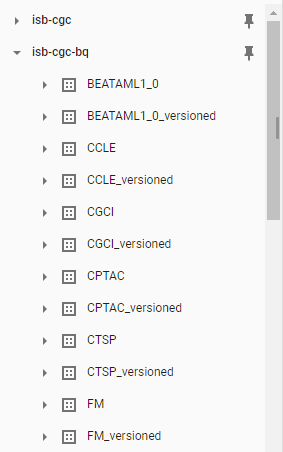 isb-cgc
isb-cgc-bq
BEATAML1_0
BEATAML1_0_versioned
CCLE
CCLE_versioned
CGCI
CGCI_versioned
CPTAC
CPTAC_versioned
CTSP
CTSP_versioned
FM
FM_versioned